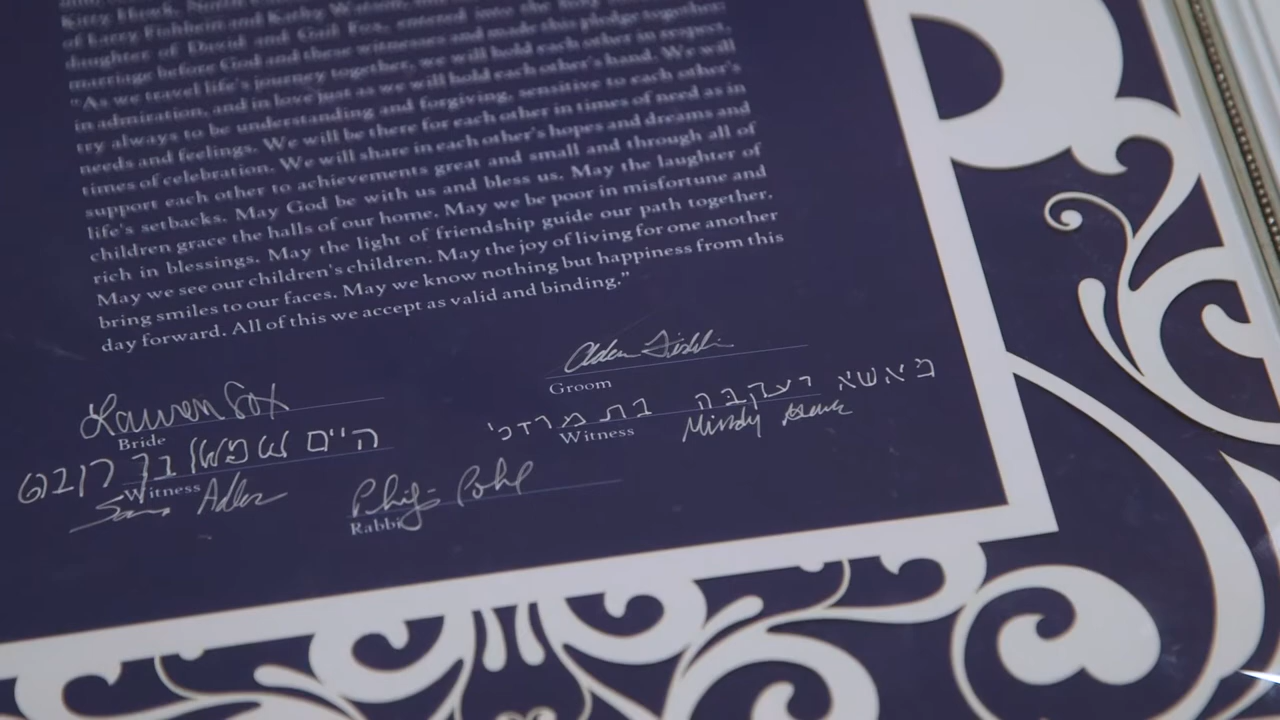 Kitty Hawk, North
of Larry Fishbein and Kathy Watson, entered into the holy
daughter of David and Gail Fox,
marriage before God and these witnesses and made this pledge together:
"As we travel life's journey together, we will hold each other in respect,
in admiration, and in love just as we will hold each other's hand. We will
try always to be understanding and forgiving, sensitive to each other's
needs and feelings. We will be there for each other in times of need as in
times of celebration. We will share in each other's hopes and dreams and
support each other to achievements great and small and through all of
life's setbacks. May God be with us and bless us. May the laughter of
children grace the halls of our home. May we be poor in misfortune and
rich in blessings. May the light of friendship guide our path together.
May we see our children's children. May the joy of living for one another
bring smiles to our faces. May we know nothing but happiness from this
day forward. All of this we accept as valid and binding."
Lauren Fox
Bride
Groom
חיים בן
Witness
Adler
בת מרדכי
Witness
Mindy
Rabbi